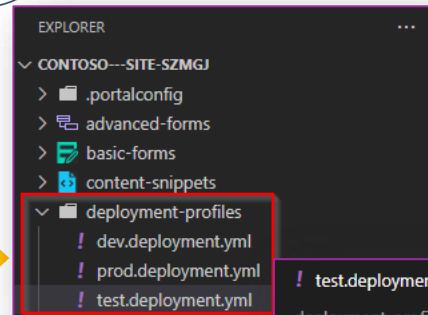 EXPLORER
CONTOSO---SITE-SZMGJ
.portalconfig
advanced-forms
basic-forms
content-snippets
deployment-profiles
! dev.deployment.yml
! prod.deployment.yml
! test.deploymer
! test.deployment.yml